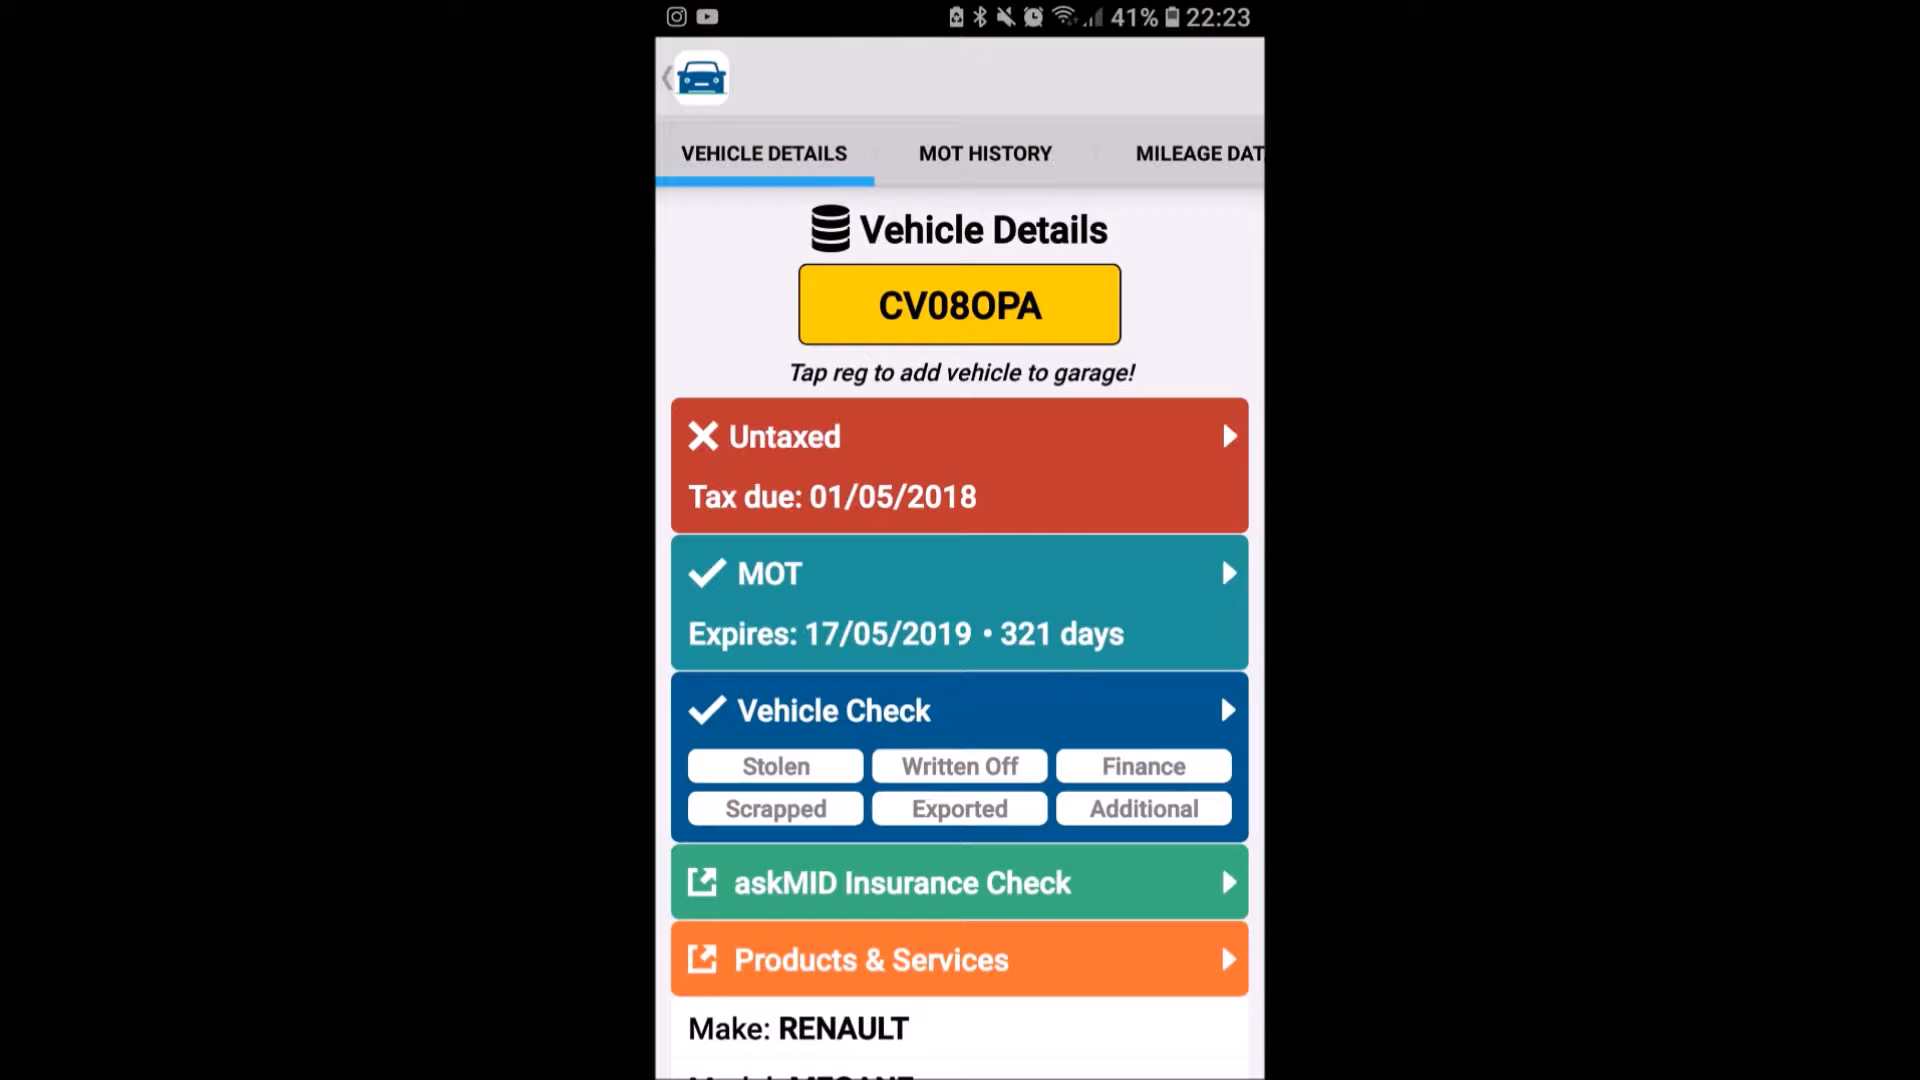 41% 22:23
VEHICLE DETAILS MOT HISTORY MILEAGE DAT
Vehicle Details
CV08OPA
Tap reg to add vehicle to garage!
Untaxed
Tax due: 01/05/2018
MOT
Expires: 17/05/2019 • 321 days
Vehicle Check
Stolen Written Off Finance
Scrapped Exported Additional
askMID Insurance Check
Products & Services
Make: RENAULT